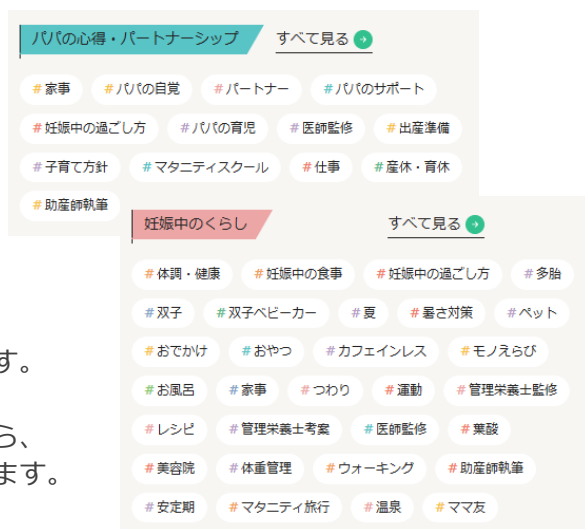 パパの心得・パートナーシップ すべて見る
#家事 #パパの自覚 #パートナー #パパのサポート
#妊娠中の過ごし方 #パパの育児 #医師監修 #出産準備
#子育て方針 #マタニティスクール #仕事 #産休・育休
#助産師執筆
妊娠中のくらし すべて見る
#体調・健康 #妊娠中の食事 #妊娠中の過ごし方 #多胎
#双子 #双子ベビーカー #夏 #暑さ対策 #ペット
#おでかけ #おやつ #カフェインレス #モノえらび
#お風呂 #家事 #つわり #運動 #管理栄養士監修
#レシピ #管理栄養士考案 #医師監修 #葉酸
#美容院 #体重管理 #ウォーキング #助産師執筆
#安定期 #マタニティ旅行 #温泉 #ママ友
す。
ら、
ます。